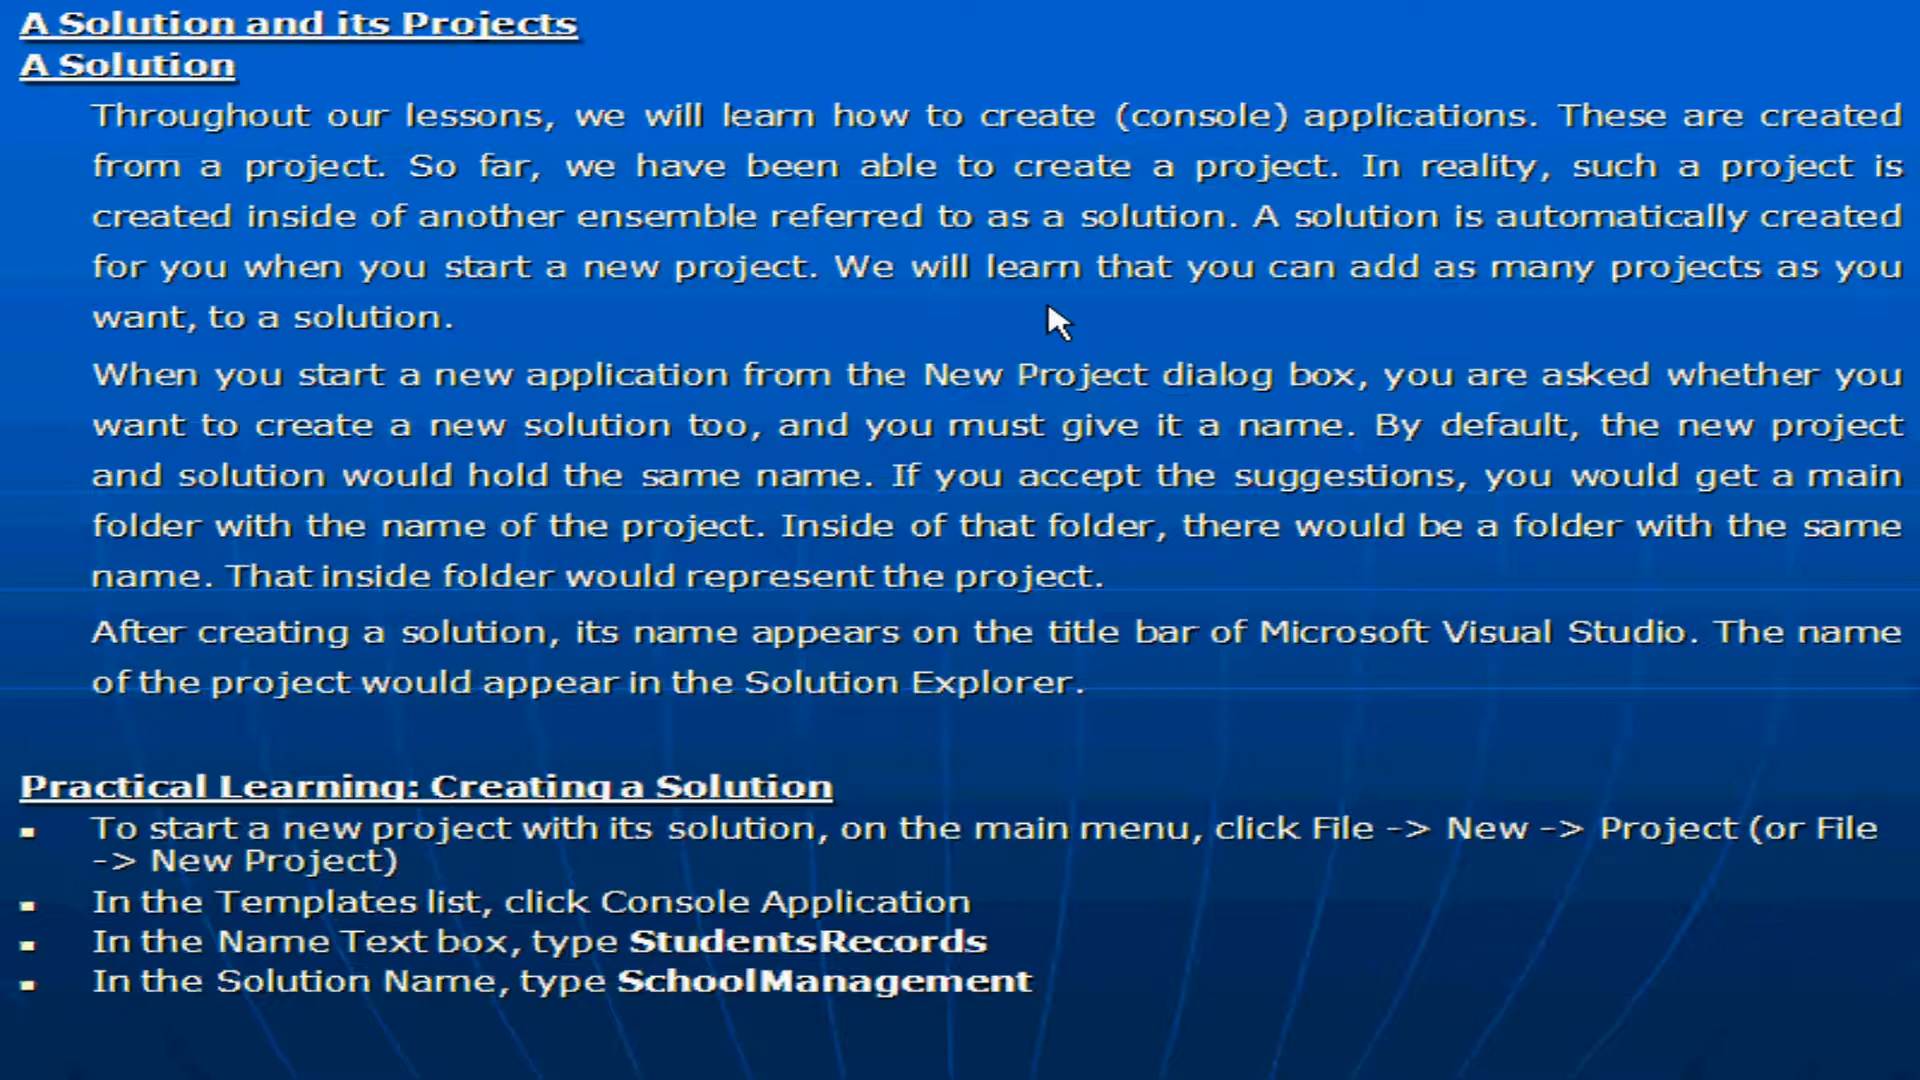 A Solution and its Projects
A Solution
Throughout our lessons, we will learn how to create (console) applications. These are created
from a project. So far, we have been able to create a project. In reality, such a project is
created inside of another ensemble referred to as a solution. A solution is automatically created
for you when you start a new project. We will learn that you can add as many projects as you
want, to a solution.
When you start a new application from the New Project dialog box, you are asked whether you
want to create a new solution too, and you must give it a name. By default, the new project
and solution would hold the same name. If you accept the suggestions, you would get a main
folder with the name of the project. Inside of that folder, there would be a folder with the same
name. That inside folder would represent the project.
After creating a solution, its name appears on the title bar of Microsoft Visual Studio. The name
of the project would appear in the Solution Explorer.
Practical Learning: Creating a Solution
▪ To start a new project with its solution, on the main menu, click File -> New -> Project (or File
-> New Project)
▪ In the Templates list, click Console Application
▪ In the Name Text box, type StudentsRecords
▪ In the Solution Name, type SchoolManagement